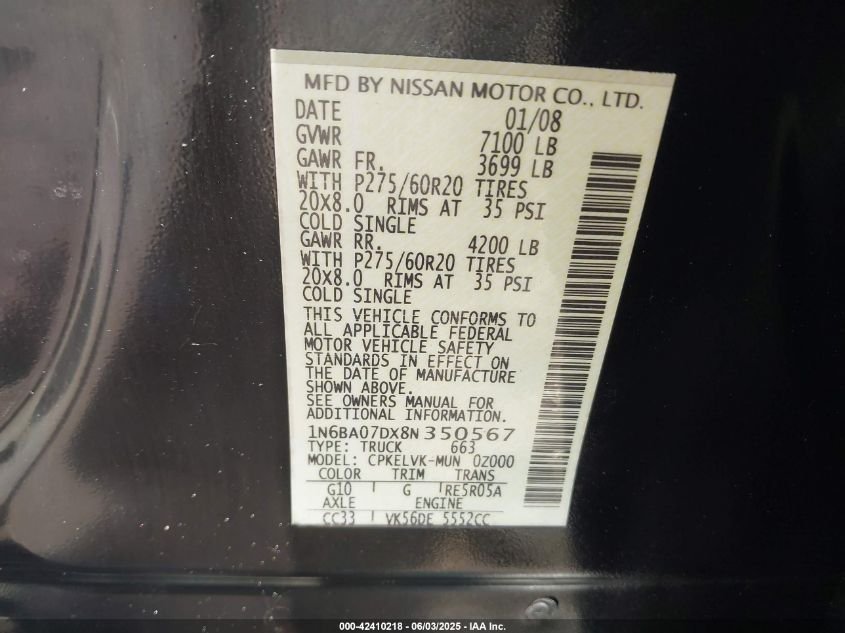 MFD BY NISSAN MOTOR CO., LTD.
DATE 01/08
GVWR 7100 LB
GAWR FR. 3699 LB
WITH P275/60R20 TIRES
20X8.0 RIMS AT 35 PSI
COLD SINGLE
GAWR RR. 4200 LB
WITH P275/60R20 TIRES
20X8.0 RIMS AT 35 PSI
COLD SINGLE
THIS VEHICLE CONFORMS TO
ALL APPLICABLE FEDERAL
MOTOR VEHICLE SAFETY
STANDARDS IN EFFECT ON
THE DATE OF MANUFACTURE
SHOWN ABOVE.
SEE OWNERS MANUAL FOR
ADDITIONAL INFORMATION.
1N6BA07DX8N350567
TYPE: TRUCK 663
MODEL: CPKELVK-MUN 0Z000
COLOR TRIM TRANS
G10 G RE5R05A
AXLE ENGINE
CC33 VK56DE 5552CC
000-42410218 - 06/03/2025 - IAA Inc.